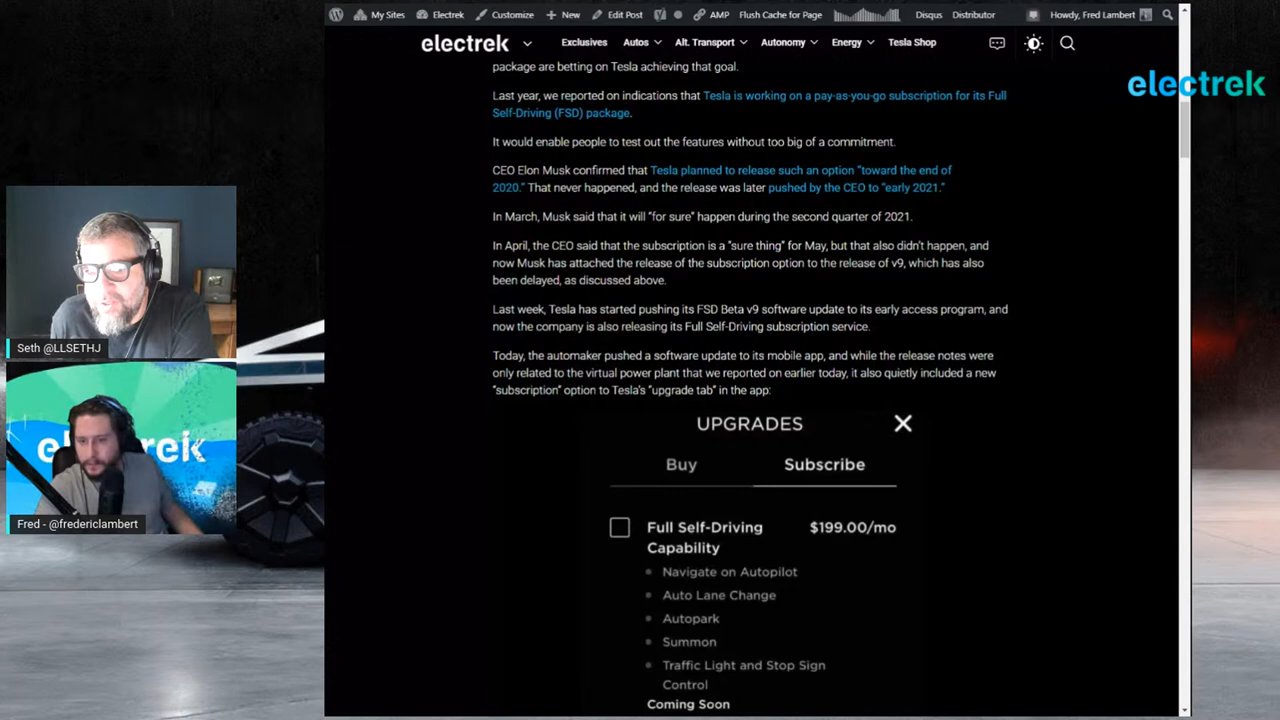 My Sites Electrek Customize New Edit Post AMP Flush Cache for Page Disqus Distributor Howdy, Fred Lambert
electrek Exclusives Autos Alt. Transport Autonomy Energy Tesla Shop
electrek
package are betting on Tesla achieving that goal.
Last year, we reported on indications that Tesla is working on a pay-as-you-go subscription for its Full
Self-Driving (FSD) package.
It would enable people to test out the features without too big of a commitment.
CEO Elon Musk confirmed that Tesla planned to release such an option “toward the end of
2020.” That never happened, and the release was later pushed by the CEO to “early 2021.”
In March, Musk said that it will “for sure” happen during the second quarter of 2021.
In April, the CEO said that the subscription is a “sure thing” for May, but that also didn’t happen, and
now Musk has attached the release of the subscription option to the release of v9, which has also
been delayed, as discussed above.
Last week, Tesla has started pushing its FSD Beta v9 software update to its early access program, and
now the company is also releasing its Full Self-Driving subscription service.
Today, the automaker pushed a software update to its mobile app, and while the release notes were
only related to the virtual power plant that we reported on earlier today, it also quietly included a new
“subscription” option to Tesla’s “upgrade tab” in the app:
UPGRADES
Buy Subscribe
Full Self-Driving $199.00/mo
Capability
Navigate on Autopilot
Auto Lane Change
Autopark
Summon
Traffic Light and Stop Sign
Control
Coming Soon
Seth @LLSETHJ
Fred - @fredericlambert